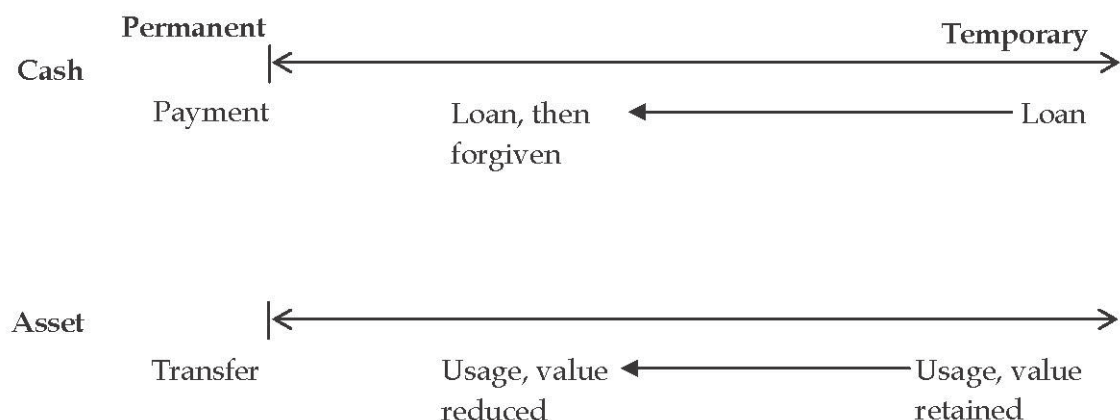 Permanent
Temporary
Cash
Payment
Loan, then
forgiven
Loan
Asset
Transfer
Usage, value
reduced
Usage, value
retained